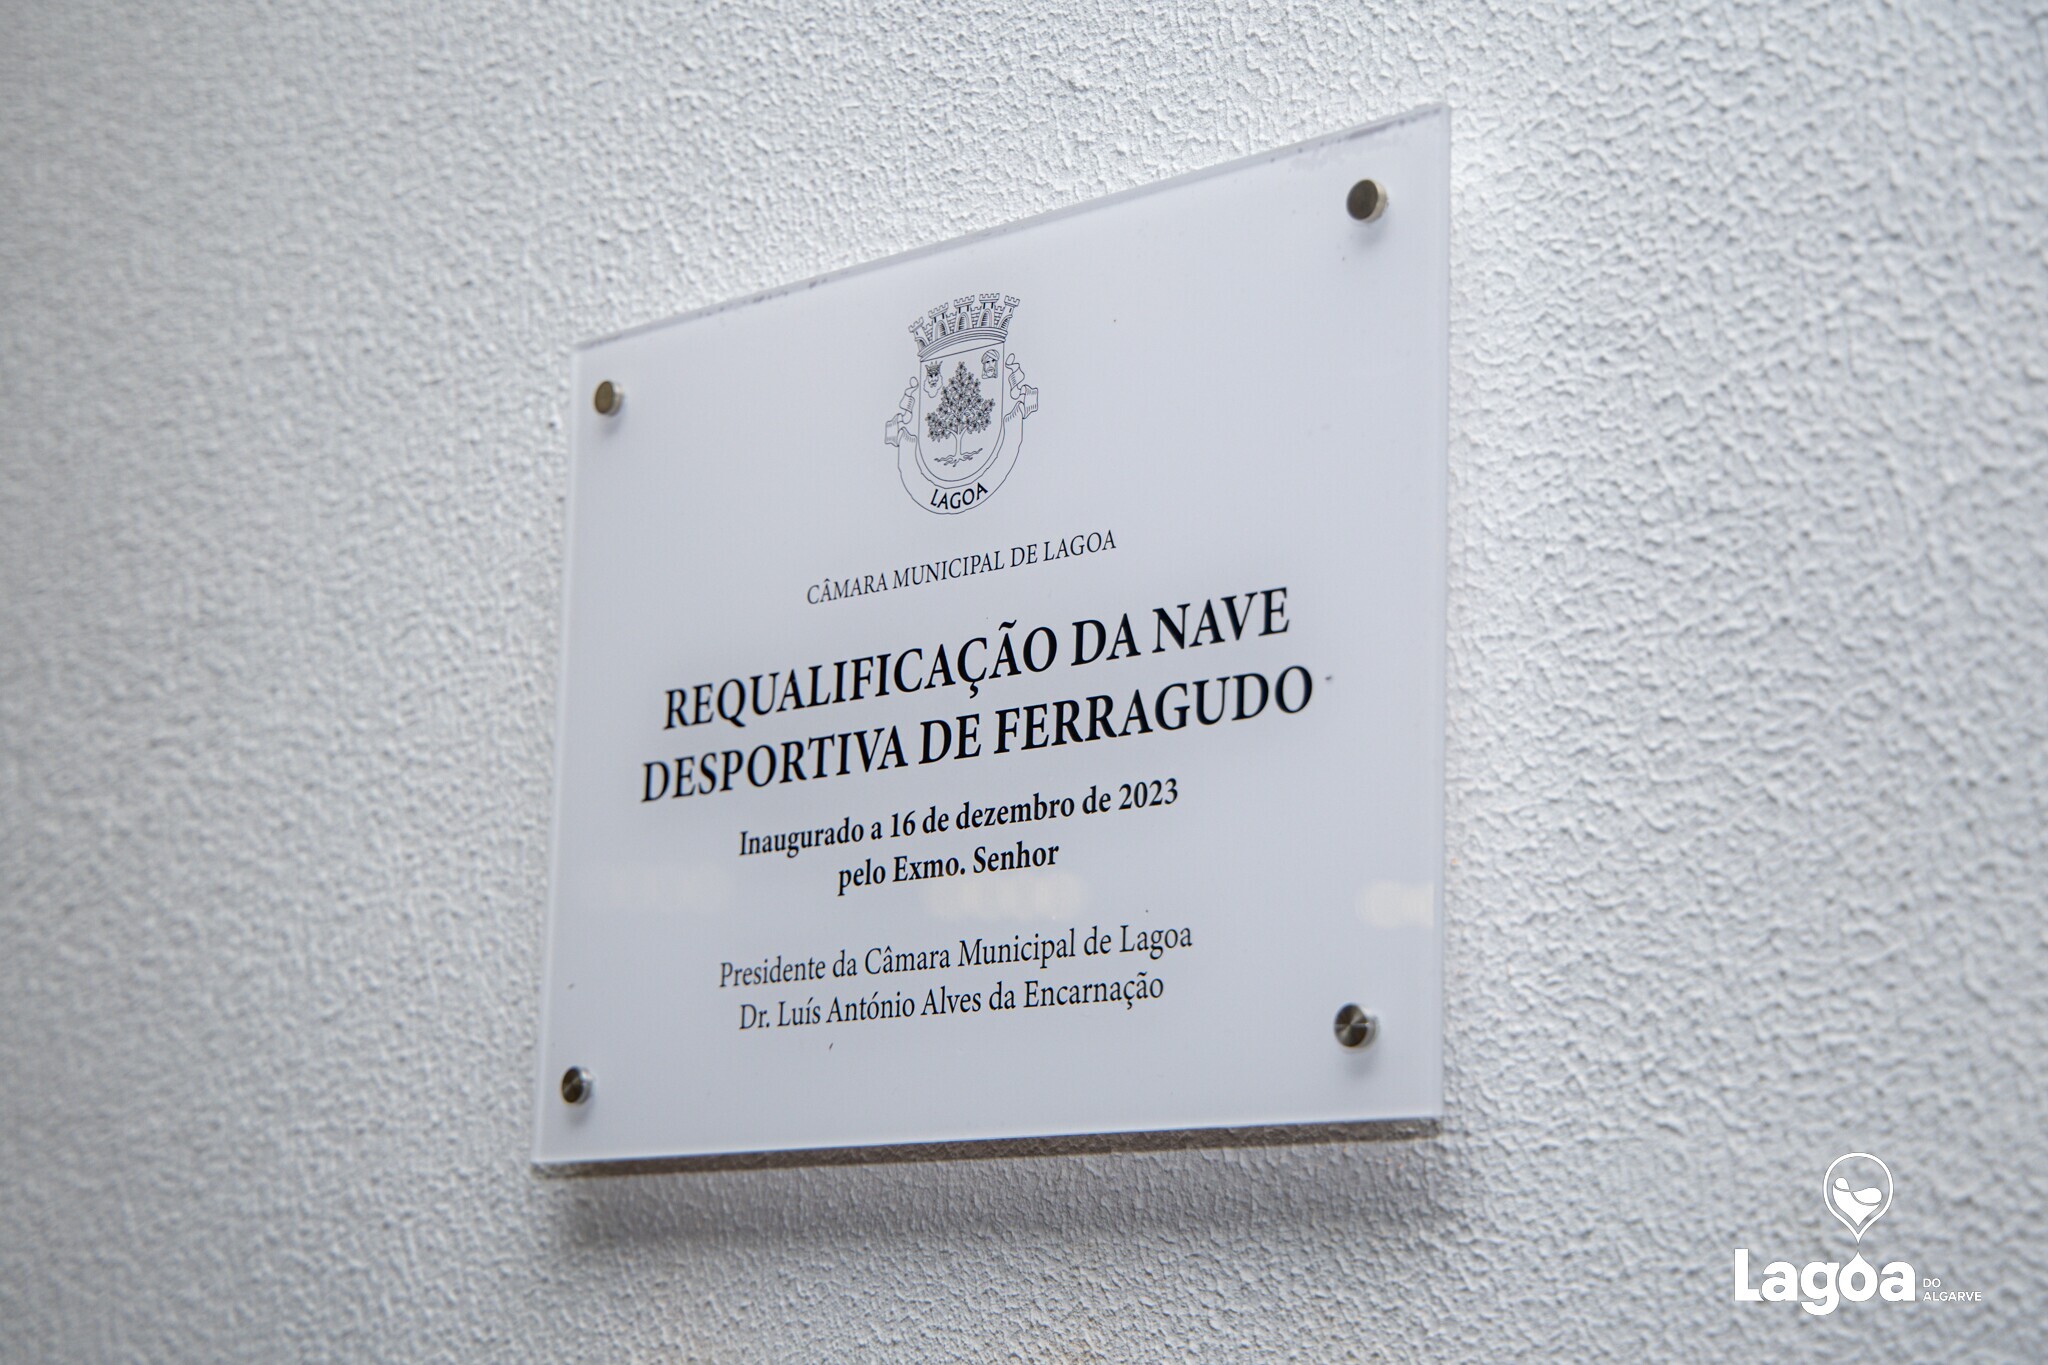 LAGOA
CÂMARA MUNICIPAL DE LAGOA
REQUALIFICAÇÃO DA NAVE
DESPORTIVA DE FERRAGUDO
Inaugurado a 16 de dezembro de 2023
pelo Exmo. Senhor
Presidente da Câmara Municipal de Lagoa
Dr. Luís António Alves da Encarnação
Lagoa DO
ALGARVE